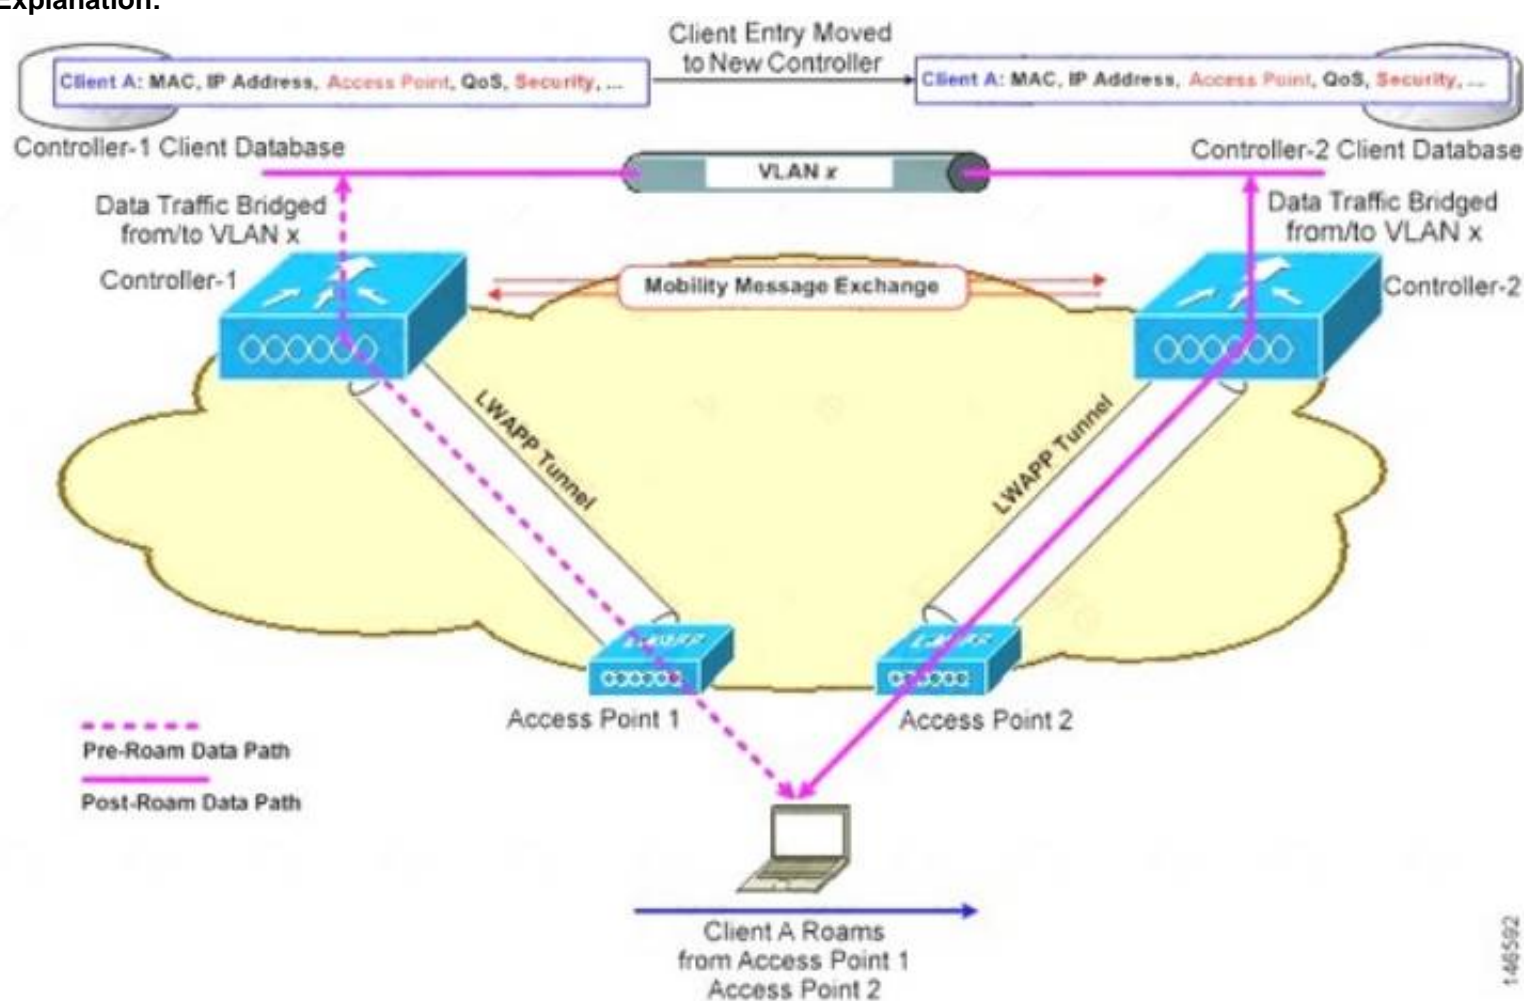 Explanation:
Client Entry Moved
to New Controller
Client A: MAC, IP Address, Access Point, QoS, Security, ...
Client A: MAC, IP Address, Access Point, QoS, Security, ...
Controller-1 Client Database
Controller-2 Client Database
VLAN x
Data Traffic Bridged
from/to VLAN x
Data Traffic Bridged
from/to VLAN x
Controller-1
Mobility Message Exchange
Controller-2
LWAPP Tunnel
LWAPP Tunnel
LWAPP
LWAPP
Access Point 1
Access Point 2
Pre-Roam Data Path
Post-Roam Data Path
Client A Roams
from Access Point 1
Access Point 2
146592